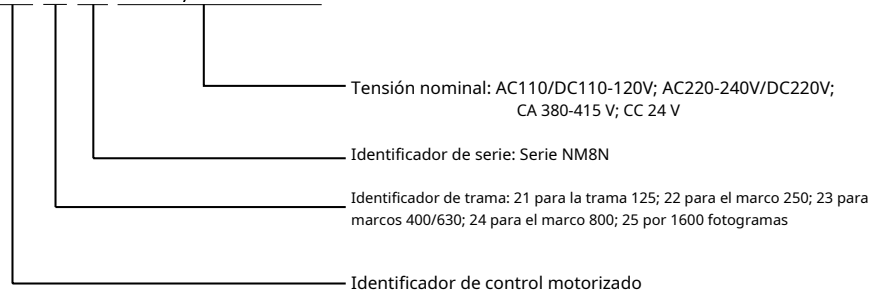 Tensión nominal: AC110/DC110-120V; AC220-240V/DC220V;
CA 380-415 V; CC 24 V
Identificador de serie: Serie NM8N
Identificador de trama: 21 para la trama 125; 22 para el marco 250; 23 para
marcos 400/630; 24 para el marco 800; 25 por 1600 fotogramas
Identificador de control motorizado